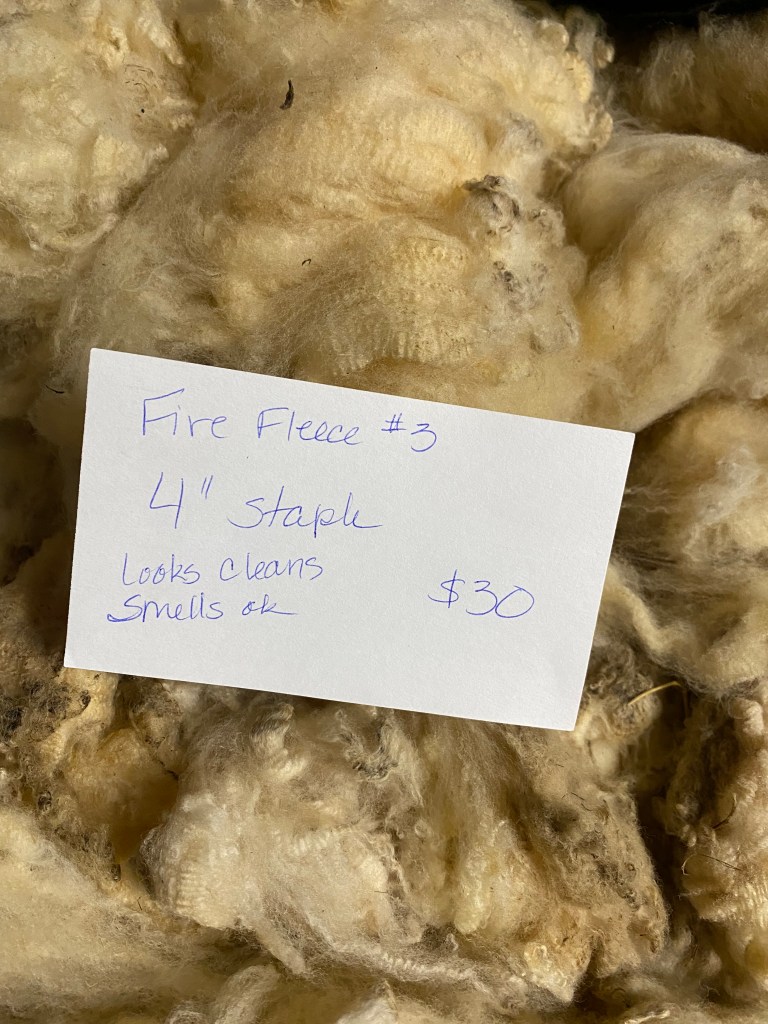 Fire Fleece #3
4" Staple
Looks cleans
Smells ok
$30